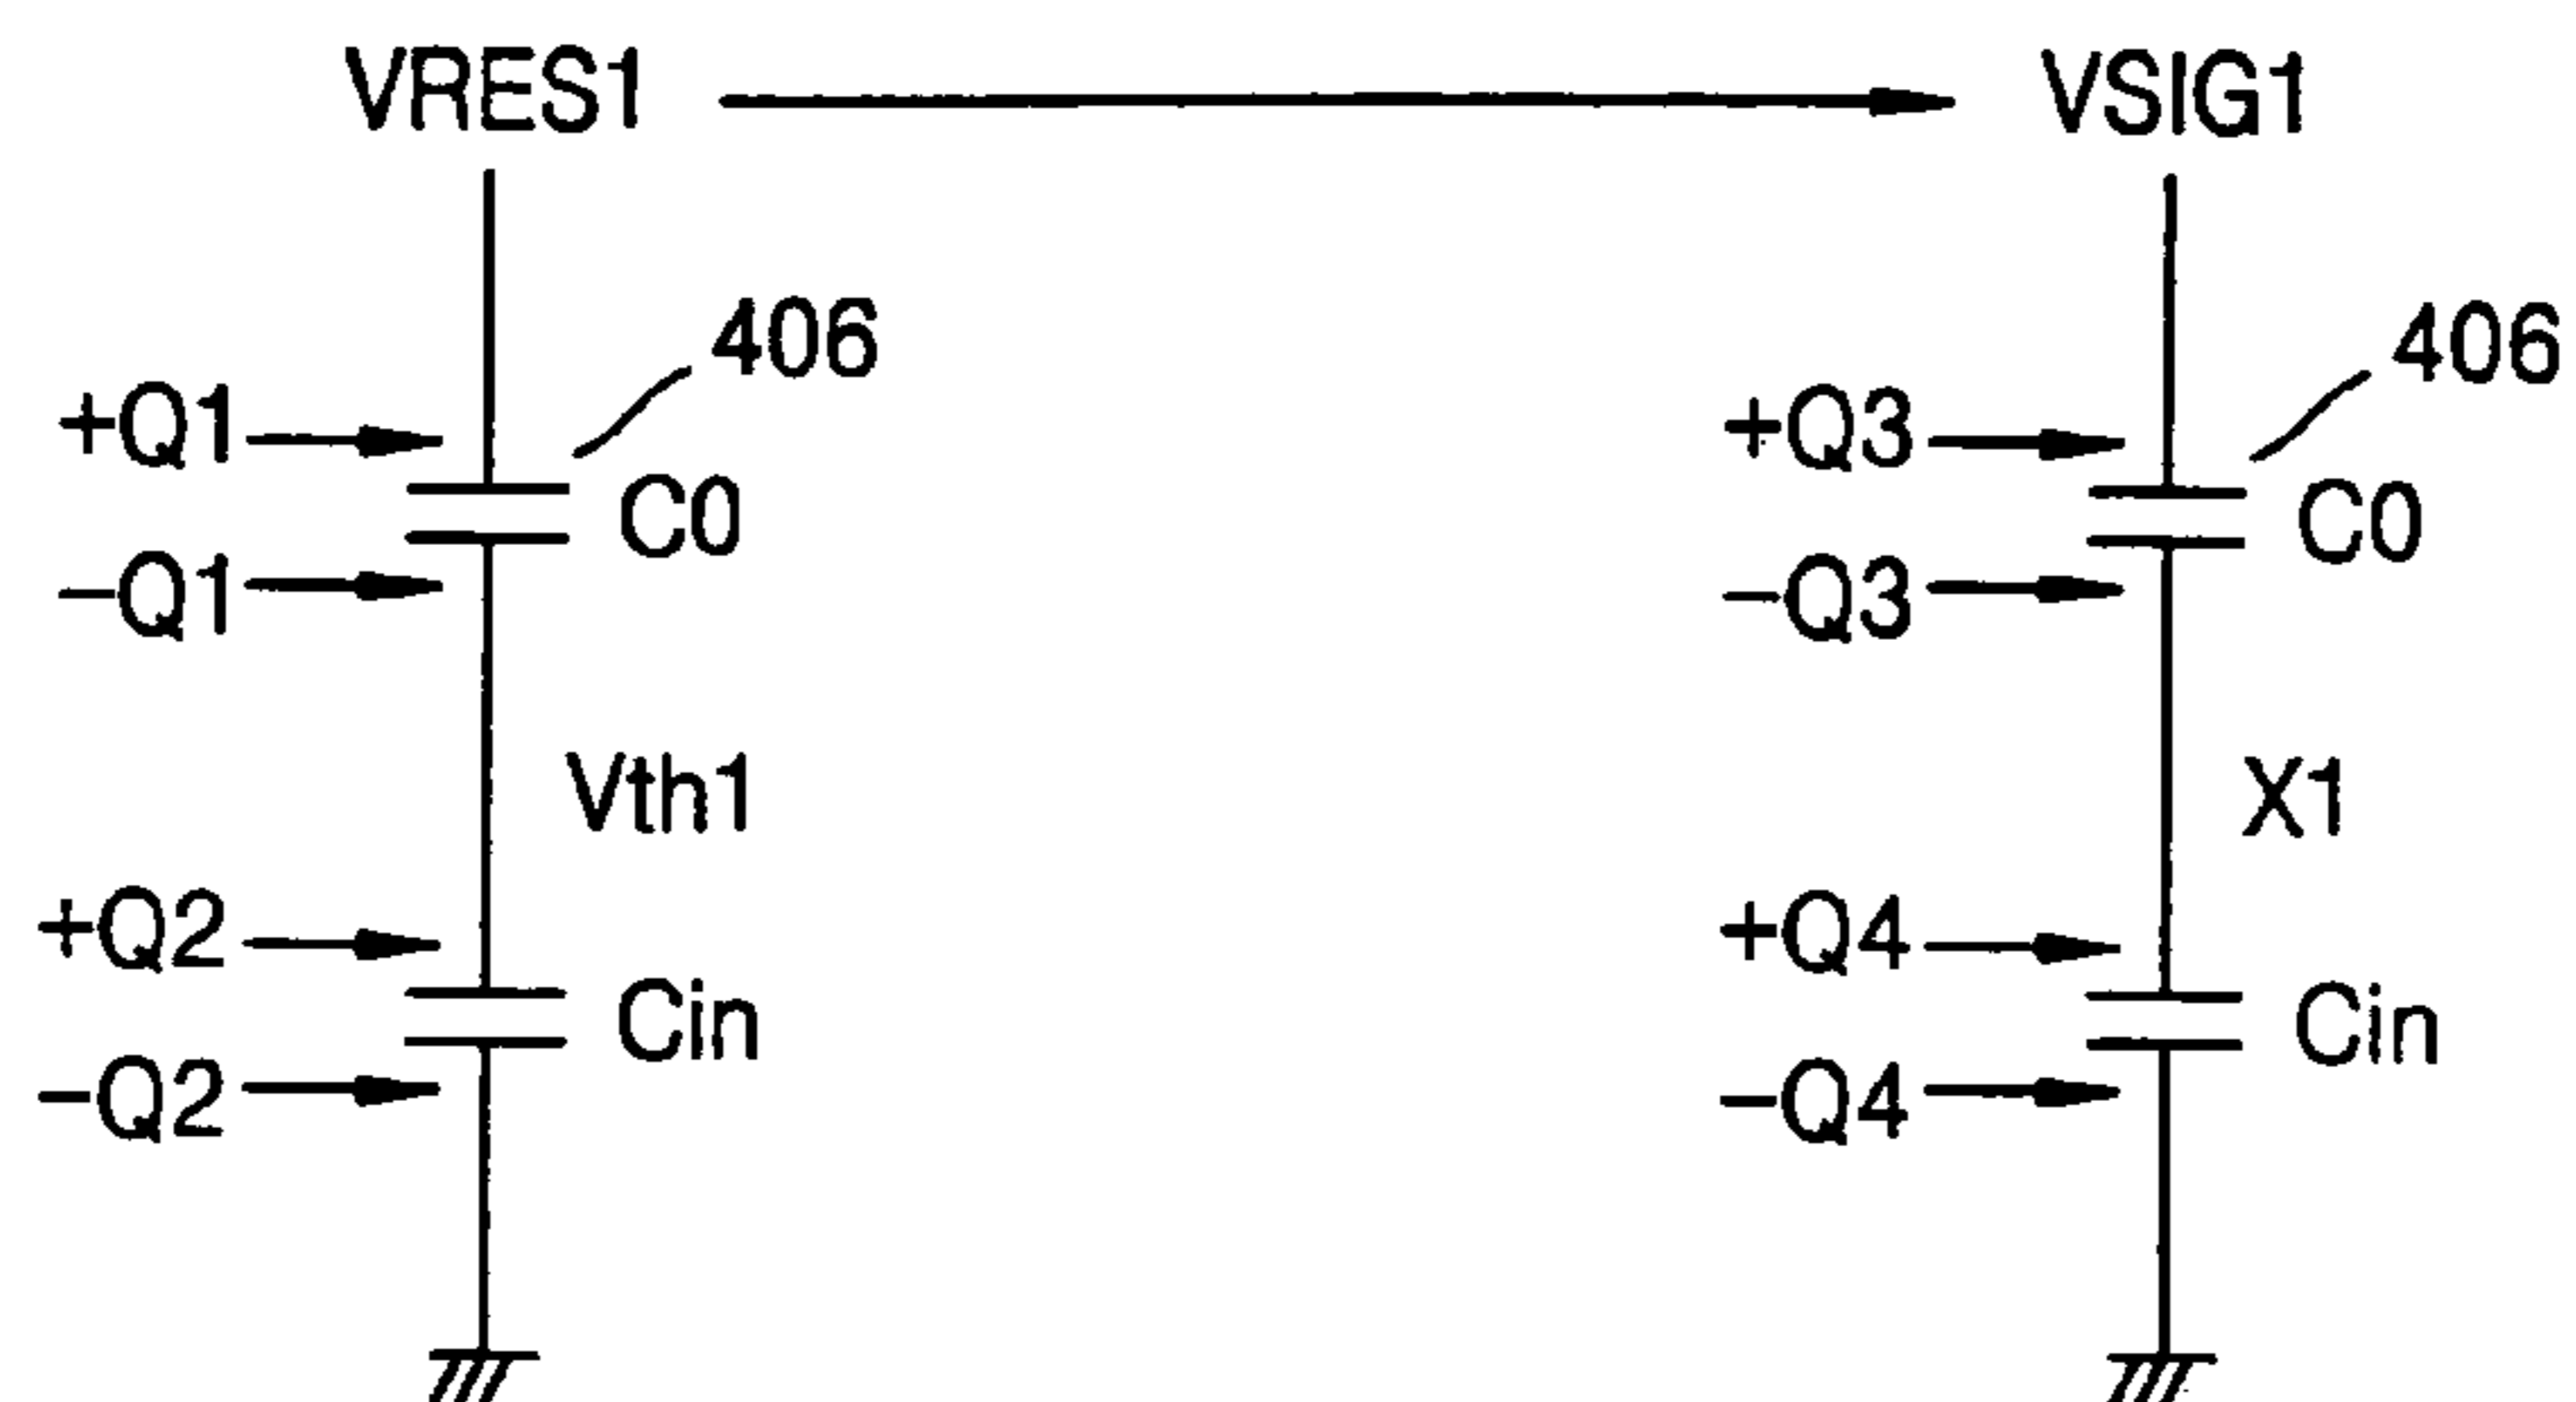 VRES1
VSIG1
406
406
+Q1
C0
−Q1
+Q3
C0
−Q3
Vth1
X1
+Q2
Cin
−Q2
+Q4
Cin
−Q4